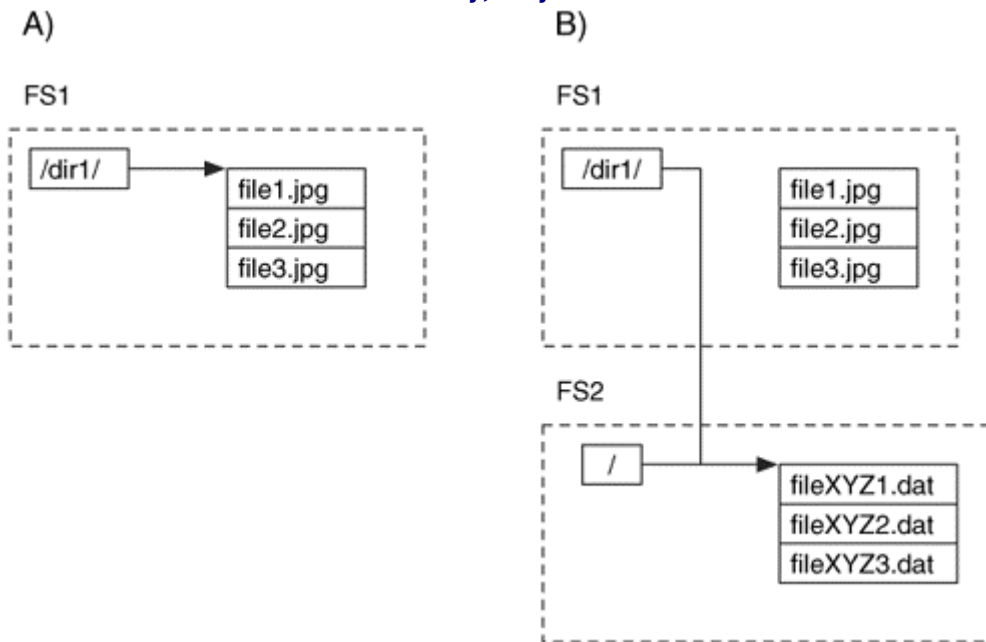 A)
FS1
/dir1/
file1.jpg
file2.jpg
file3.jpg
B)
FS1
/dir1/
file1.jpg
file2.jpg
file3.jpg
FS2
/
fileXYZ1.dat
fileXYZ2.dat
fileXYZ3.dat